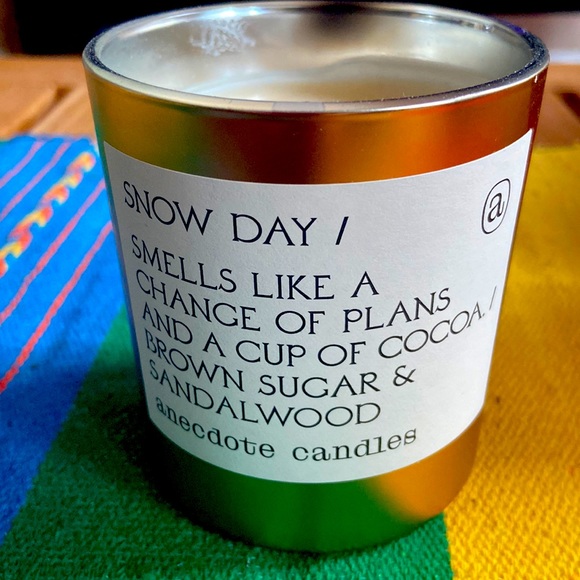 SNOW DAY /
@
SMELLS LIKE A
CHANGE OF PLANS
AND A CUP OF COCOA. /
BROWN SUGAR &
SANDALWOOD
anecdote candles